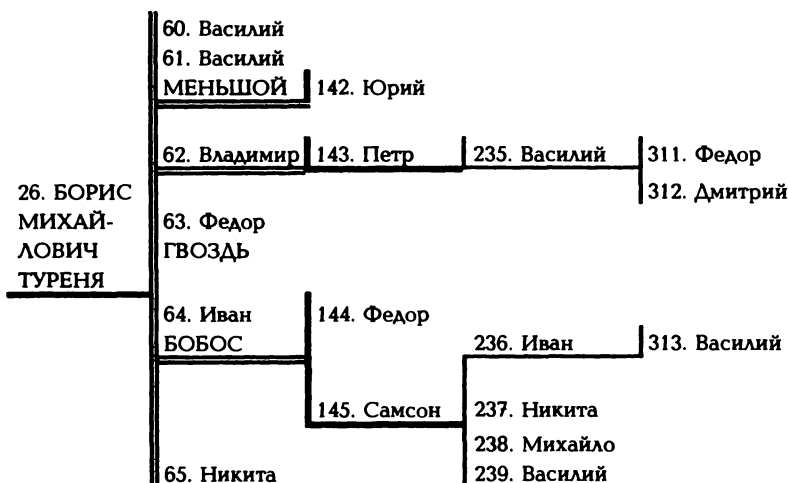 60. Василий
61. Василий
МЕНЬШОЙ
142. Юрий
62. Владимир
143. Петр
235. Василий
311. Федор
312. Дмитрий
26. БОРИС
МИХАЙ-
ЛОВИЧ
ТУРЕНЯ
63. Федор
ГВОЗДЬ
64. Иван
БОБОС
144. Федор
236. Иван
313. Василий
145. Самсон
237. Никита
238. Михайло
65. Никита
239. Василий